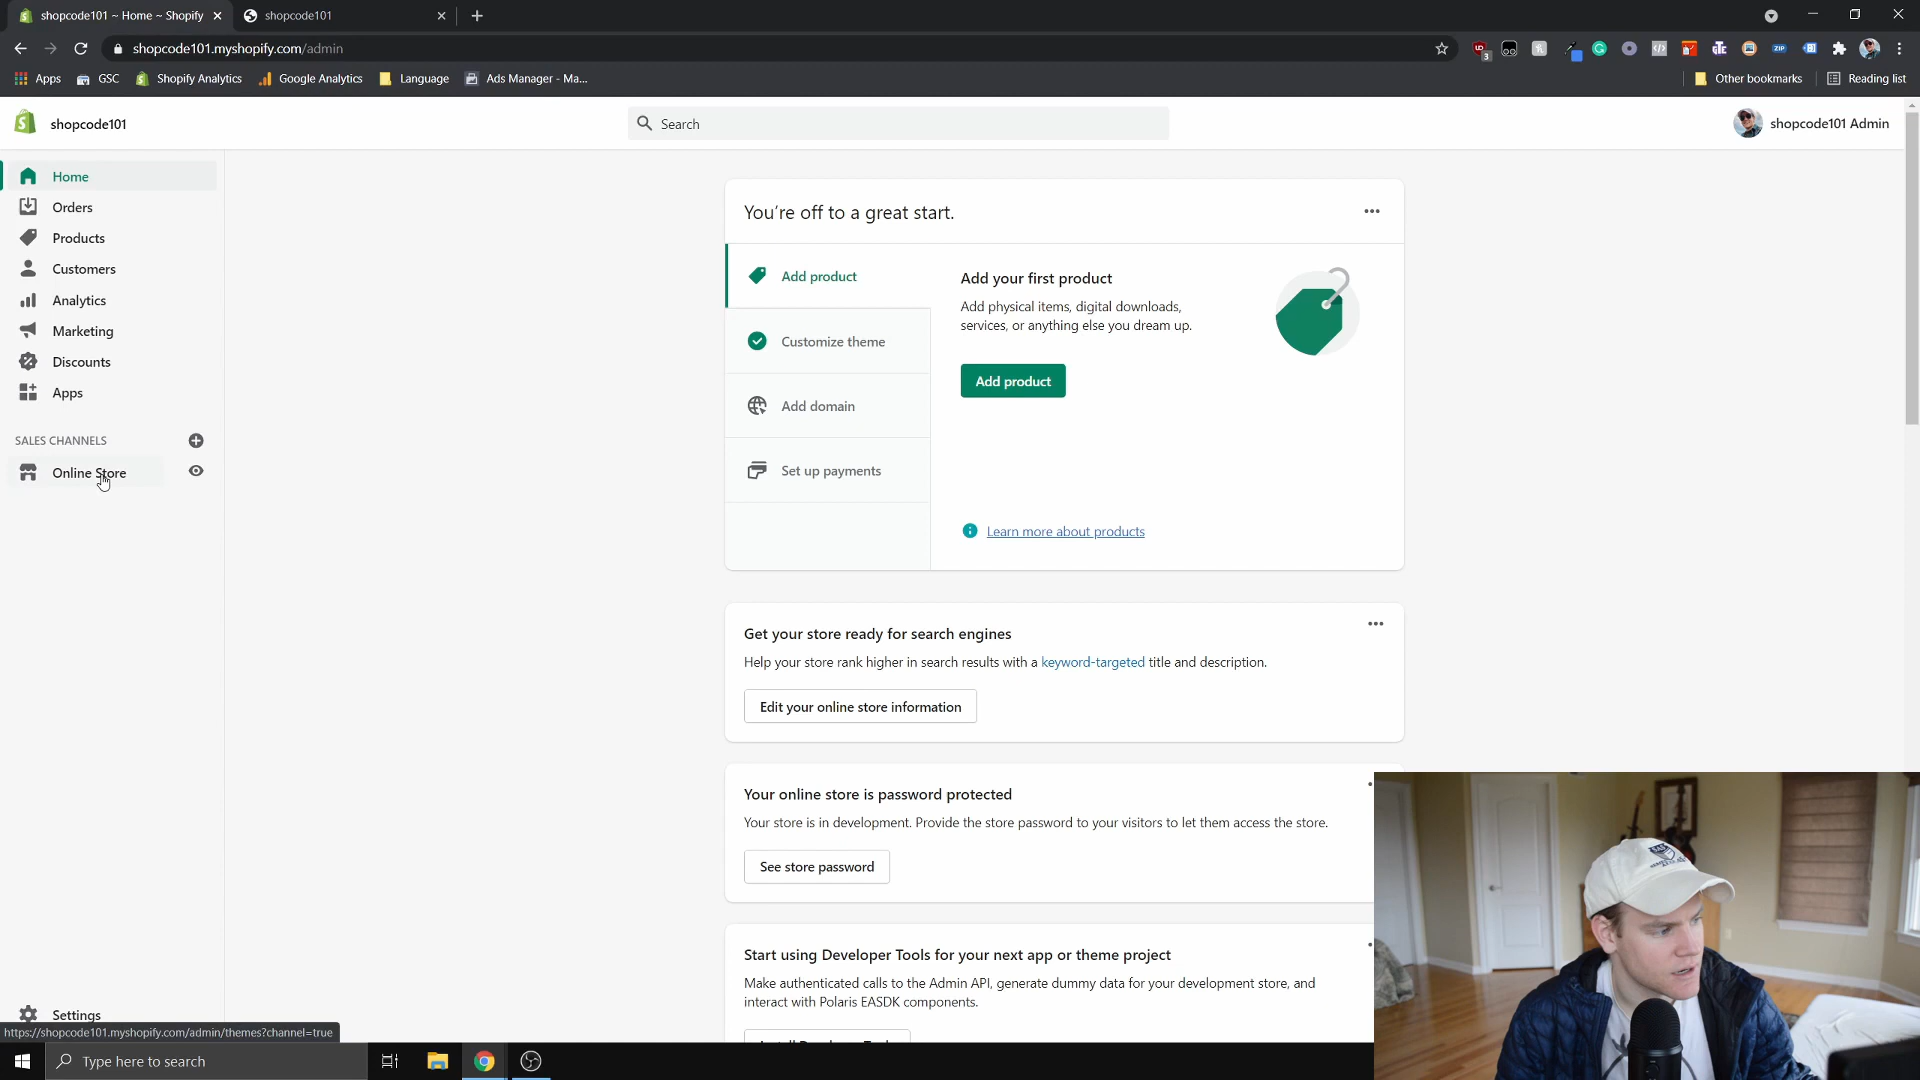 shopcode101 ~ Home ~ Shopify
shopcode101
shopcode101.myshopify.com/admin
Apps
GSC
Shopify Analytics
Google Analytics
Language
Ads Manager - Ma...
Other bookmarks
Reading list
shopcode101
Search
shopcode101 Admin
Home
Orders
Products
Customers
Analytics
Marketing
Discounts
Apps
SALES CHANNELS
Online Store
Settings
You're off to a great start.
Add product
Customize theme
Add domain
Set up payments
Add your first product
Add physical items, digital downloads,
services, or anything else you dream up.
Add product
Learn more about products
Get your store ready for search engines
Help your store rank higher in search results with a keyword-targeted title and description.
Edit your online store information
Your online store is password protected
Your store is in development. Provide the store password to your visitors to let them access the store.
See store password
Start using Developer Tools for your next app or theme project
Make authenticated calls to the Admin API, generate dummy data for your development store, and
interact with Polaris EASDK components.
https://shopcode101.myshopify.com/admin/themes?channel=true
Type here to search